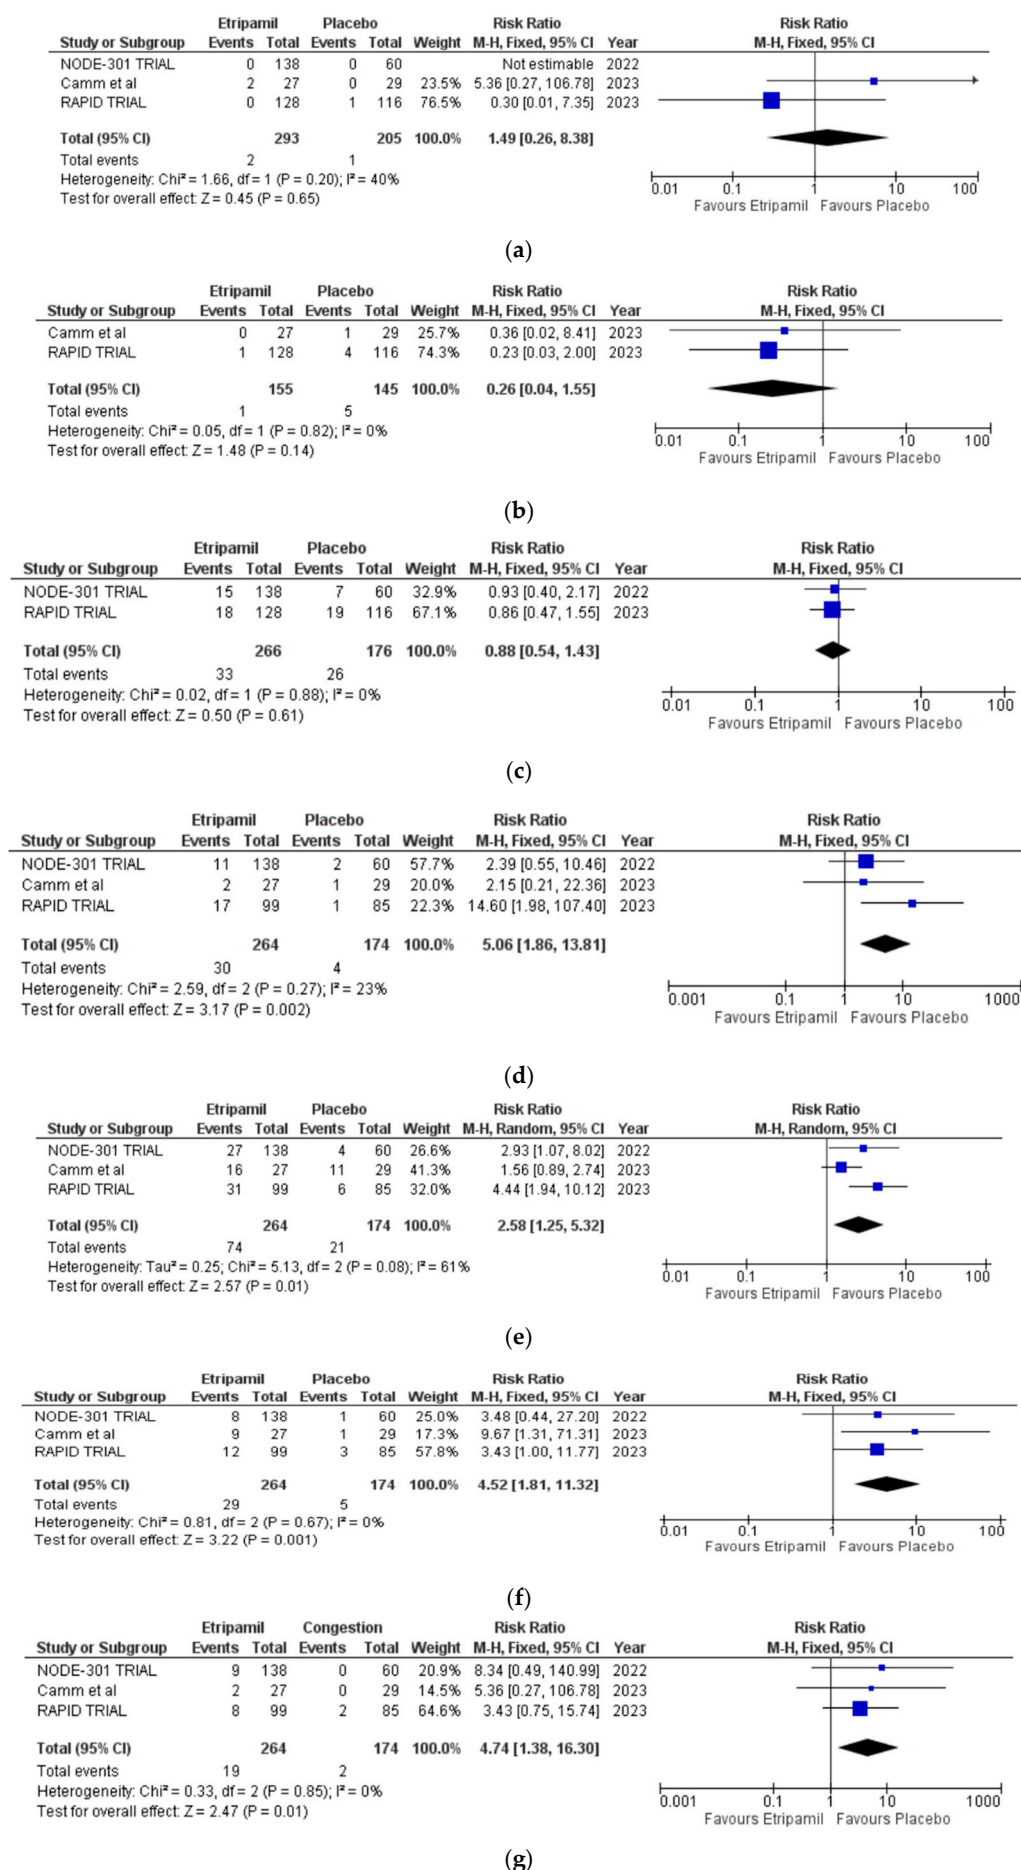 Etripamil Placebo Risk Ratio Risk Ratio
Study or Subgroup Events Total Events Total Weight M-H, Fixed, 95% CI Year M-H, Fixed, 95% CI
NODE-301 TRIAL 0 138 0 60 Not estimable 2022
Camm et al 2 27 0 29 23.5% 5.36 [0.27, 106.78] 2023
RAPID TRIAL 0 128 1 116 76.5% 0.30 [0.01, 7.35] 2023
Total (95% CI) 293 205 100.0% 1.49 [0.26, 8.38]
Total events 2 1
Heterogeneity: Chi² = 1.66, df = 1 (P = 0.20); I² = 40%
Test for overall effect: Z = 0.45 (P = 0.65)
0.01 0.1 1 10 100
Favours Etripamil Favours Placebo
(a)
Etripamil Placebo Risk Ratio Risk Ratio
Study or Subgroup Events Total Events Total Weight M-H, Fixed, 95% CI Year M-H, Fixed, 95% CI
Camm et al 0 27 1 29 25.7% 0.36 [0.02, 8.41] 2023
RAPID TRIAL 1 128 4 116 74.3% 0.23 [0.03, 2.00] 2023
Total (95% CI) 155 145 100.0% 0.26 [0.04, 1.55]
Total events 1 5
Heterogeneity: Chi² = 0.05, df = 1 (P = 0.82); I² = 0%
Test for overall effect: Z = 1.48 (P = 0.14)
0.01 0.1 1 10 100
Favours Etripamil Favours Placebo
(b)
Etripamil Placebo Risk Ratio Risk Ratio
Study or Subgroup Events Total Events Total Weight M-H, Fixed, 95% CI Year M-H, Fixed, 95% CI
NODE-301 TRIAL 15 138 7 60 32.9% 0.93 [0.40, 2.17] 2022
RAPID TRIAL 18 128 19 116 67.1% 0.86 [0.47, 1.55] 2023
Total (95% CI) 266 176 100.0% 0.88 [0.54, 1.43]
Total events 33 26
Heterogeneity: Chi² = 0.02, df = 1 (P = 0.88); I² = 0%
Test for overall effect: Z = 0.50 (P = 0.61)
0.01 0.1 1 10 100
Favours Etripamil Favours Placebo
(c)
Etripamil Placebo Risk Ratio Risk Ratio
Study or Subgroup Events Total Events Total Weight M-H, Fixed, 95% CI Year M-H, Fixed, 95% CI
NODE-301 TRIAL 11 138 2 60 57.7% 2.39 [0.55, 10.46] 2022
Camm et al 2 27 1 29 20.0% 2.15 [0.21, 22.36] 2023
RAPID TRIAL 17 99 1 85 22.3% 14.60 [1.98, 107.40] 2023
Total (95% CI) 264 174 100.0% 5.06 [1.86, 13.81]
Total events 30 4
Heterogeneity: Chi² = 2.59, df = 2 (P = 0.27); I² = 23%
Test for overall effect: Z = 3.17 (P = 0.002)
0.001 0.1 1 10 1000
Favours Etripamil Favours Placebo
(d)
Etripamil Placebo Risk Ratio Risk Ratio
Study or Subgroup Events Total Events Total Weight M-H, Random, 95% CI Year M-H, Random, 95% CI
NODE-301 TRIAL 27 138 4 60 26.6% 2.93 [1.07, 8.02] 2022
Camm et al 16 27 11 29 41.3% 1.56 [0.89, 2.74] 2023
RAPID TRIAL 31 99 6 85 32.0% 4.44 [1.94, 10.12] 2023
Total (95% CI) 264 174 100.0% 2.58 [1.25, 5.32]
Total events 74 21
Heterogeneity: Tau² = 0.25; Chi² = 5.13, df = 2 (P = 0.08); I² = 61%
Test for overall effect: Z = 2.57 (P = 0.01)
0.01 0.1 1 10 100
Favours Etripamil Favours Placebo
(e)
Etripamil Placebo Risk Ratio Risk Ratio
Study or Subgroup Events Total Events Total Weight M-H, Fixed, 95% CI Year M-H, Fixed, 95% CI
NODE-301 TRIAL 8 138 1 60 25.0% 3.48 [0.44, 27.20] 2022
Camm et al 9 27 1 29 17.3% 9.67 [1.31, 71.31] 2023
RAPID TRIAL 12 99 3 85 57.8% 3.43 [1.00, 11.77] 2023
Total (95% CI) 264 174 100.0% 4.52 [1.81, 11.32]
Total events 29 5
Heterogeneity: Chi² = 0.81, df = 2 (P = 0.67); I² = 0%
Test for overall effect: Z = 3.22 (P = 0.001)
0.01 0.1 1 10 100
Favours Etripamil Favours Placebo
(f)
Etripamil Congestion Risk Ratio Risk Ratio
Study or Subgroup Events Total Events Total Weight M-H, Fixed, 95% CI Year M-H, Fixed, 95% CI
NODE-301 TRIAL 9 138 0 60 20.9% 8.34 [0.49, 140.99] 2022
Camm et al 2 27 0 29 14.5% 5.36 [0.27, 106.78] 2023
RAPID TRIAL 8 99 2 85 64.6% 3.43 [0.75, 15.74] 2023
Total (95% CI) 264 174 100.0% 4.74 [1.38, 16.30]
Total events 19 2
Heterogeneity: Chi² = 0.33, df = 2 (P = 0.85); I² = 0%
Test for overall effect: Z = 2.47 (P = 0.01)
0.001 0.1 1 10 1000
Favours Etripamil Favours Placebo
(g)